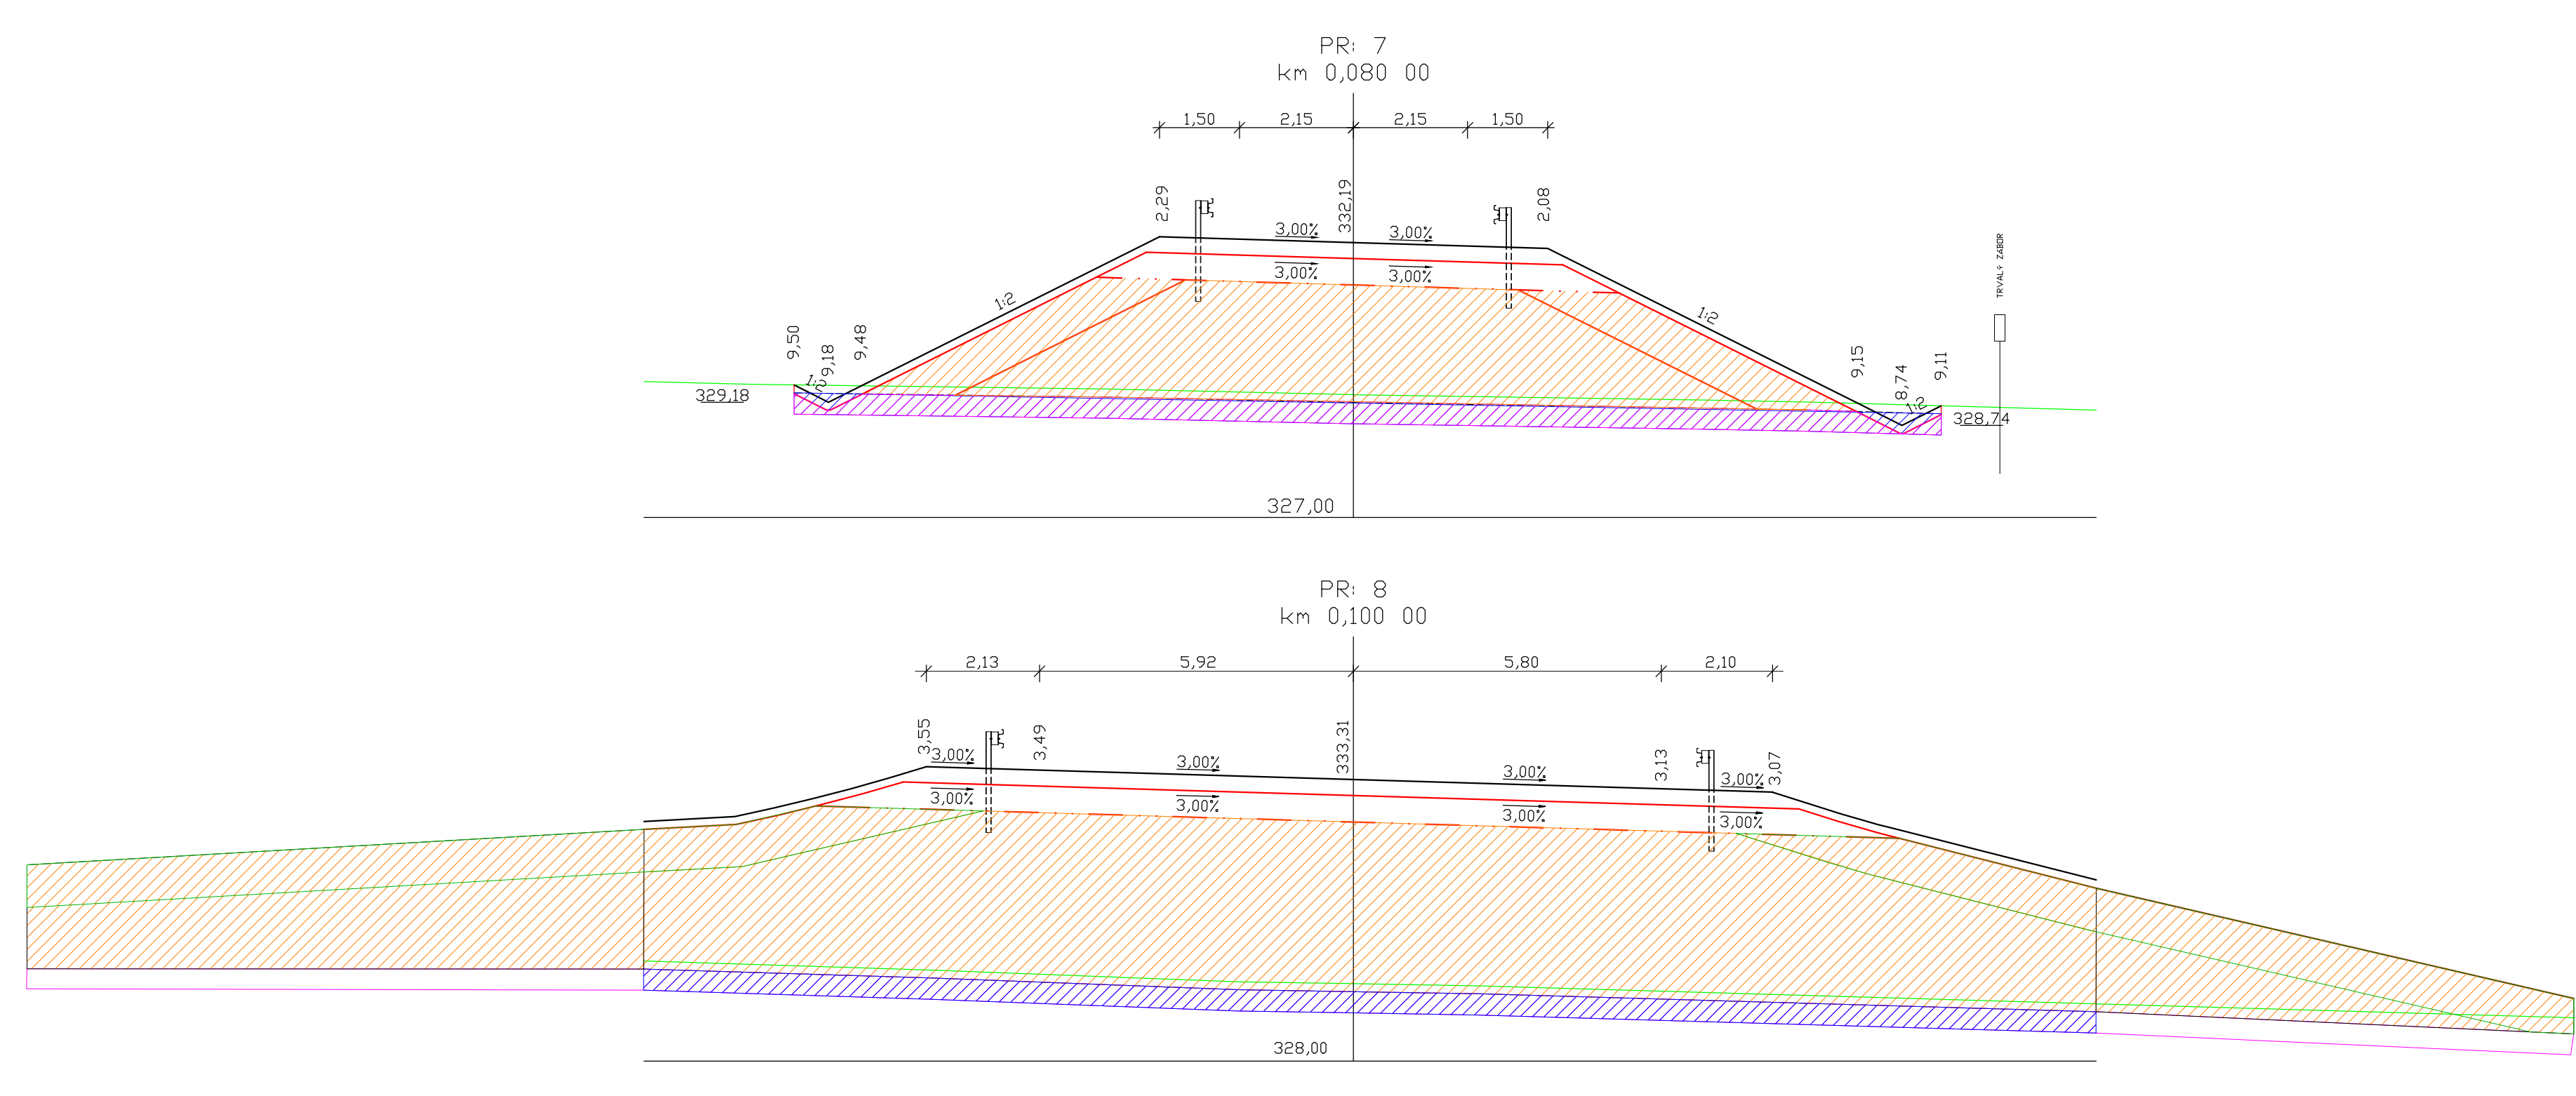 PR: 7
km 0,080 00
1,50 2,15 2,15 1,50
2,29 332,19 2,08
3,00% 3,00%
3,00% 3,00%
1:2 1:2
TRVALÝ ZÁBOR
9,50 9,18 9,48 9,15 8,74 9,11
1:2 1:2
329,18 328,74
327,00
PR: 8
km 0,100 00
2,13 5,92 5,80 2,10
3,55 3,49 333,31 3,13 3,07
3,00% 3,00% 3,00% 3,00%
3,00% 3,00% 3,00% 3,00%
328,00